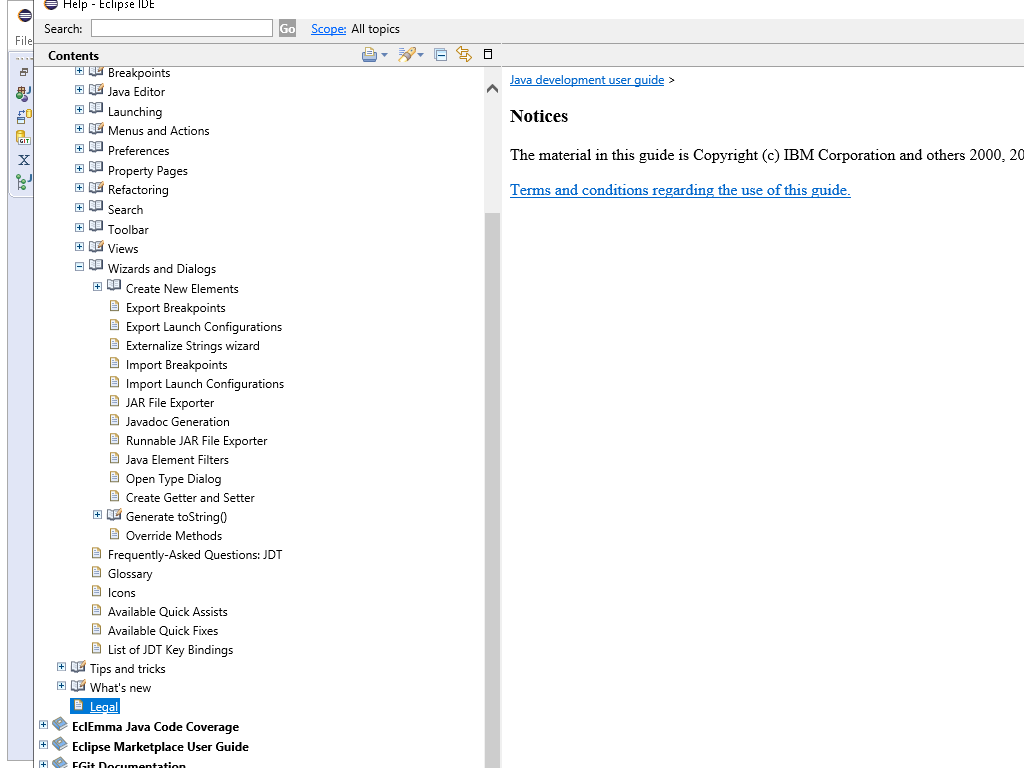 Help - Eclipse IDE
File
Search:
Go
Scope: All topics
Contents
Breakpoints
Java Editor
Launching
Menus and Actions
Preferences
Property Pages
Refactoring
Search
Toolbar
Views
Wizards and Dialogs
Create New Elements
Export Breakpoints
Export Launch Configurations
Externalize Strings wizard
Import Breakpoints
Import Launch Configurations
JAR File Exporter
Javadoc Generation
Runnable JAR File Exporter
Java Element Filters
Open Type Dialog
Create Getter and Setter
Generate toString()
Override Methods
Frequently-Asked Questions: JDT
Glossary
Icons
Available Quick Assists
Available Quick Fixes
List of JDT Key Bindings
Tips and tricks
What's new
Legal
EclEmma Java Code Coverage
Eclipse Marketplace User Guide
EGit Documentation
Java development user guide >
Notices
The material in this guide is Copyright (c) IBM Corporation and others 2000, 20
Terms and conditions regarding the use of this guide.